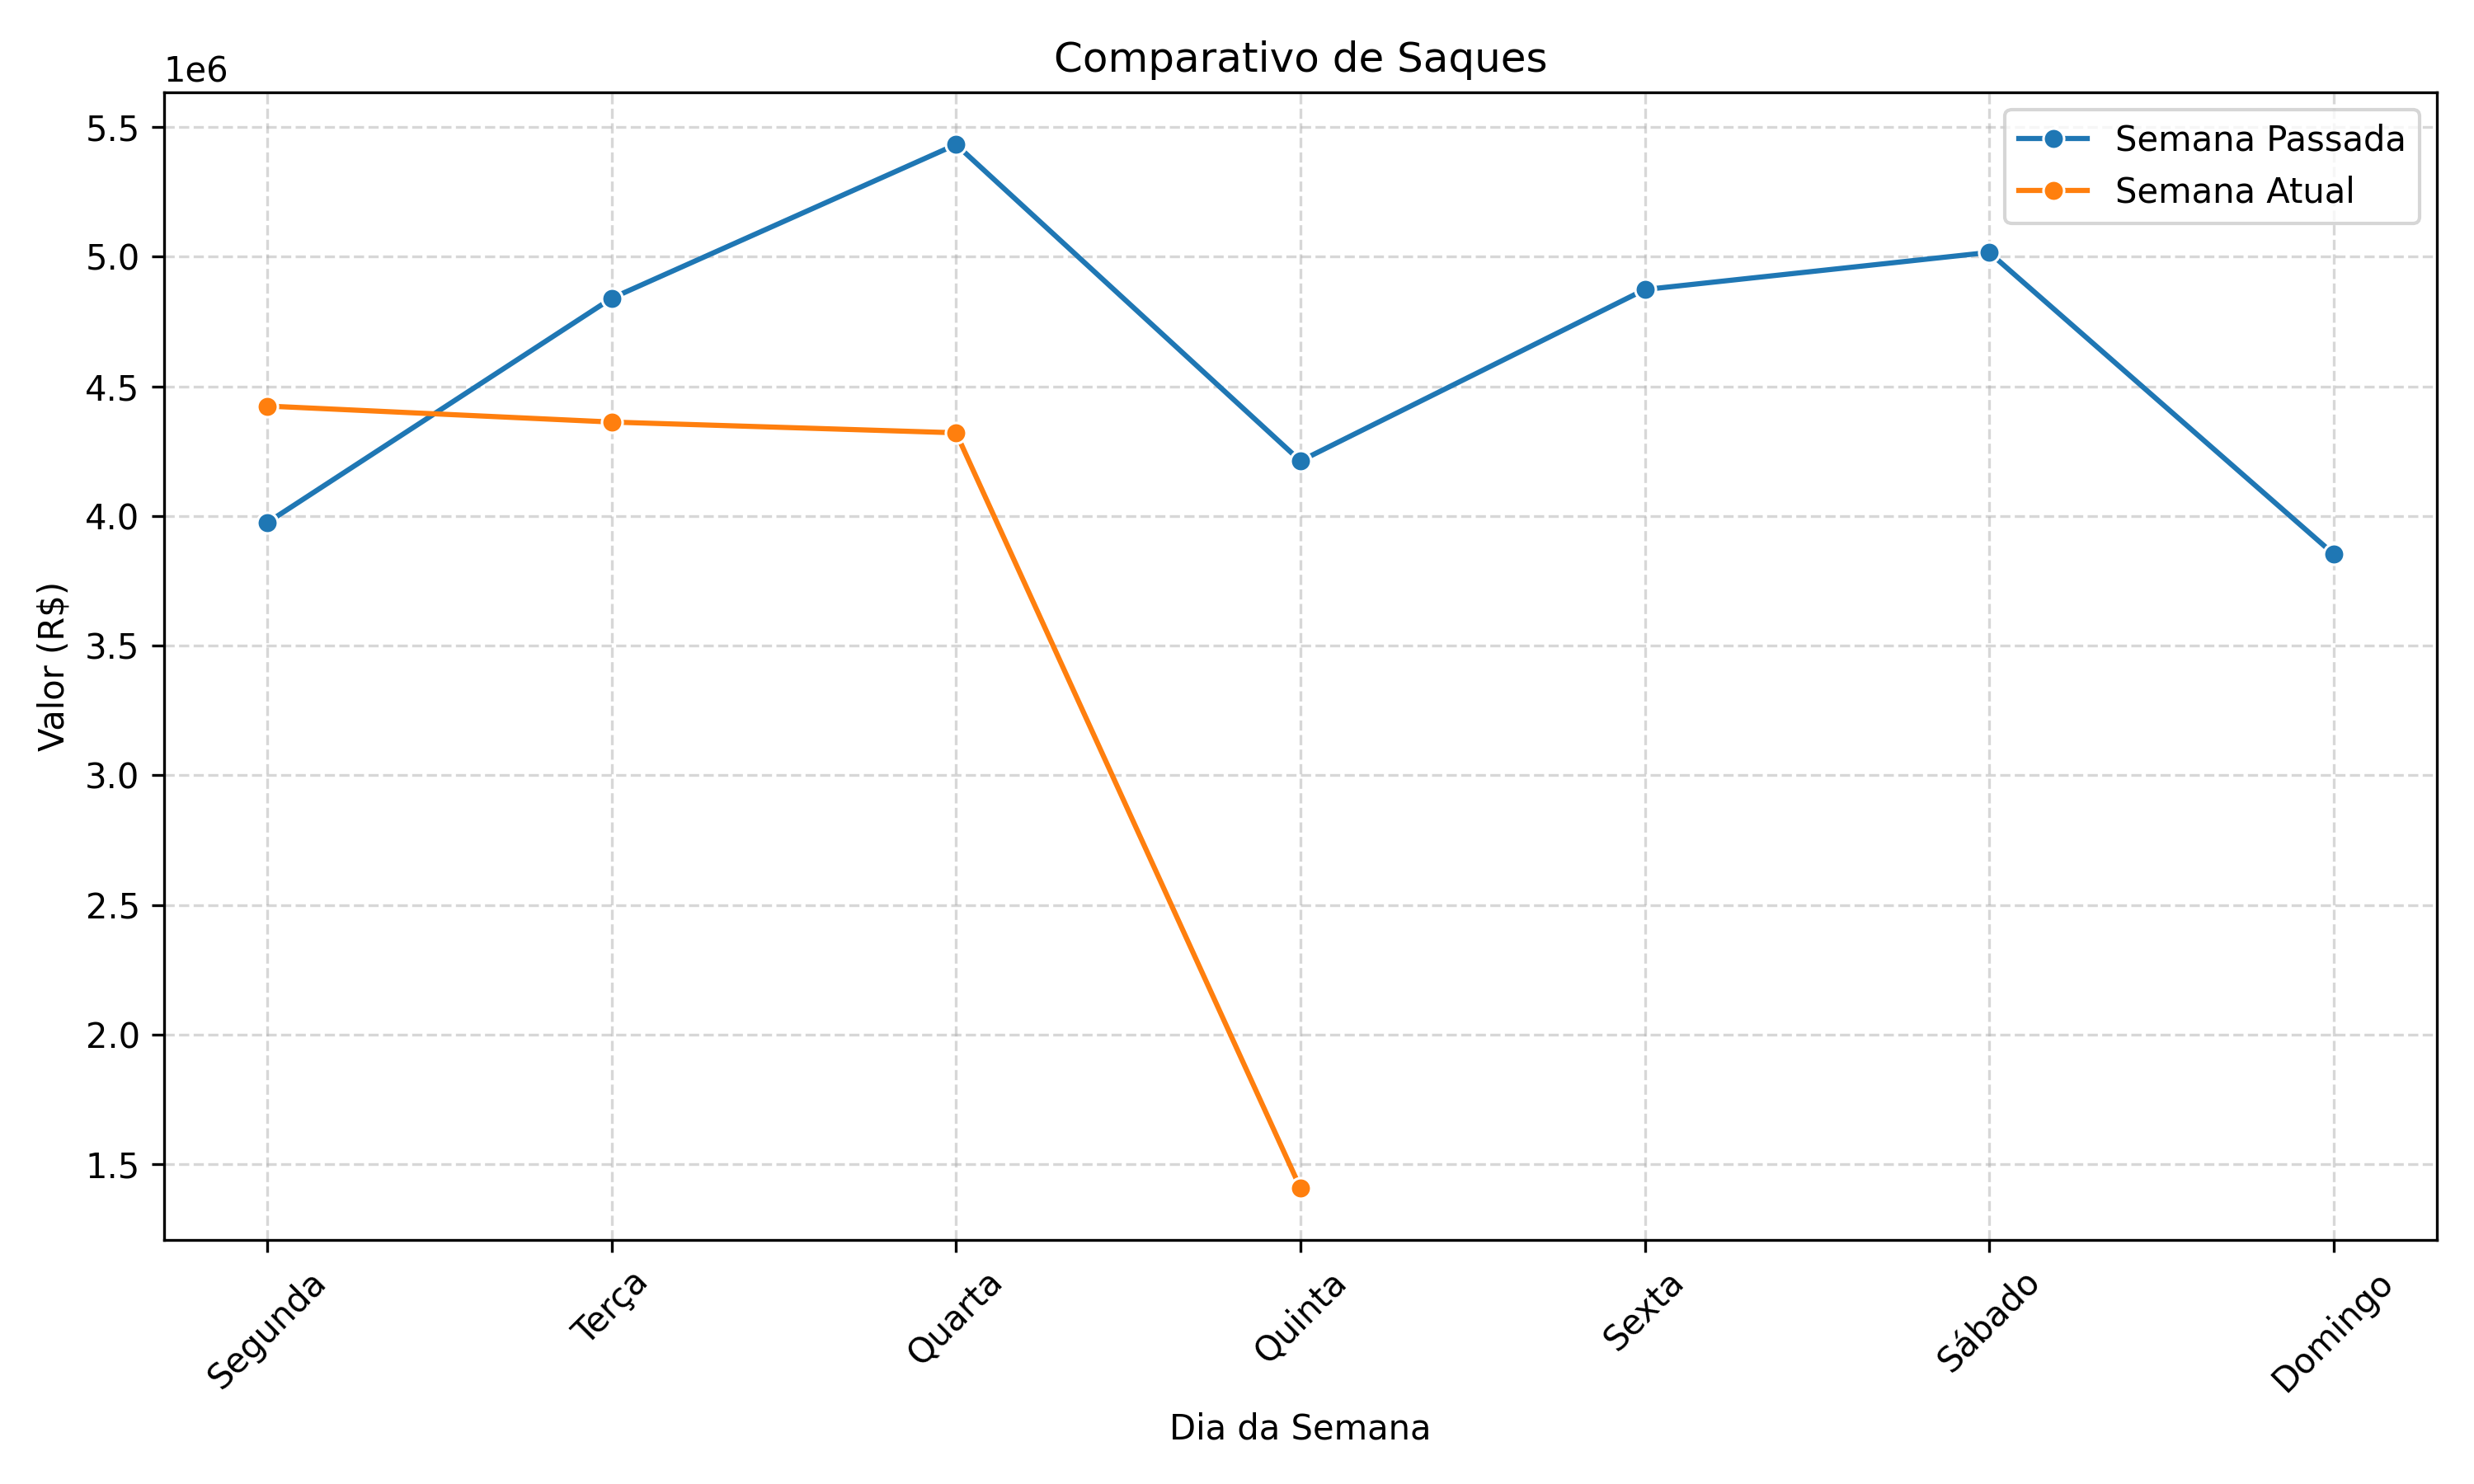 Comparativo de Saques
1e6
5.5
5.0
4.5
4.0
3.5
3.0
2.5
2.0
1.5
Valor (R$)
Semana Passada
Semana Atual
Segunda
Terça
Quarta
Quinta
Sexta
Sábado
Domingo
Dia da Semana